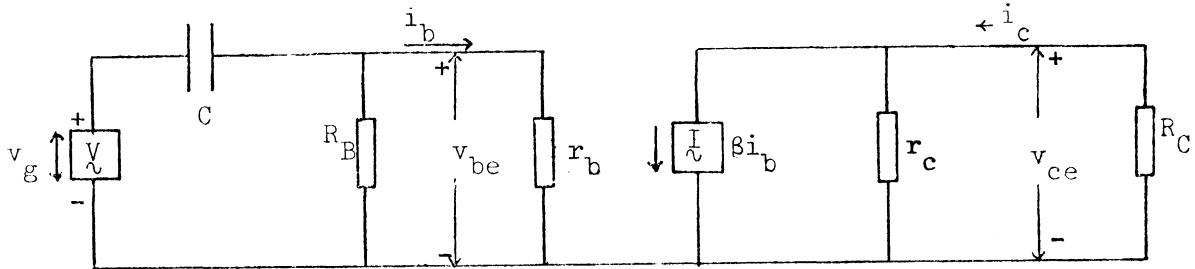 i_b
i_c
+
+
+
C
R_B
R_C
v_g
V
~
v_be
r_b
I
~
βi_b
r_c
v_ce
-
-
-